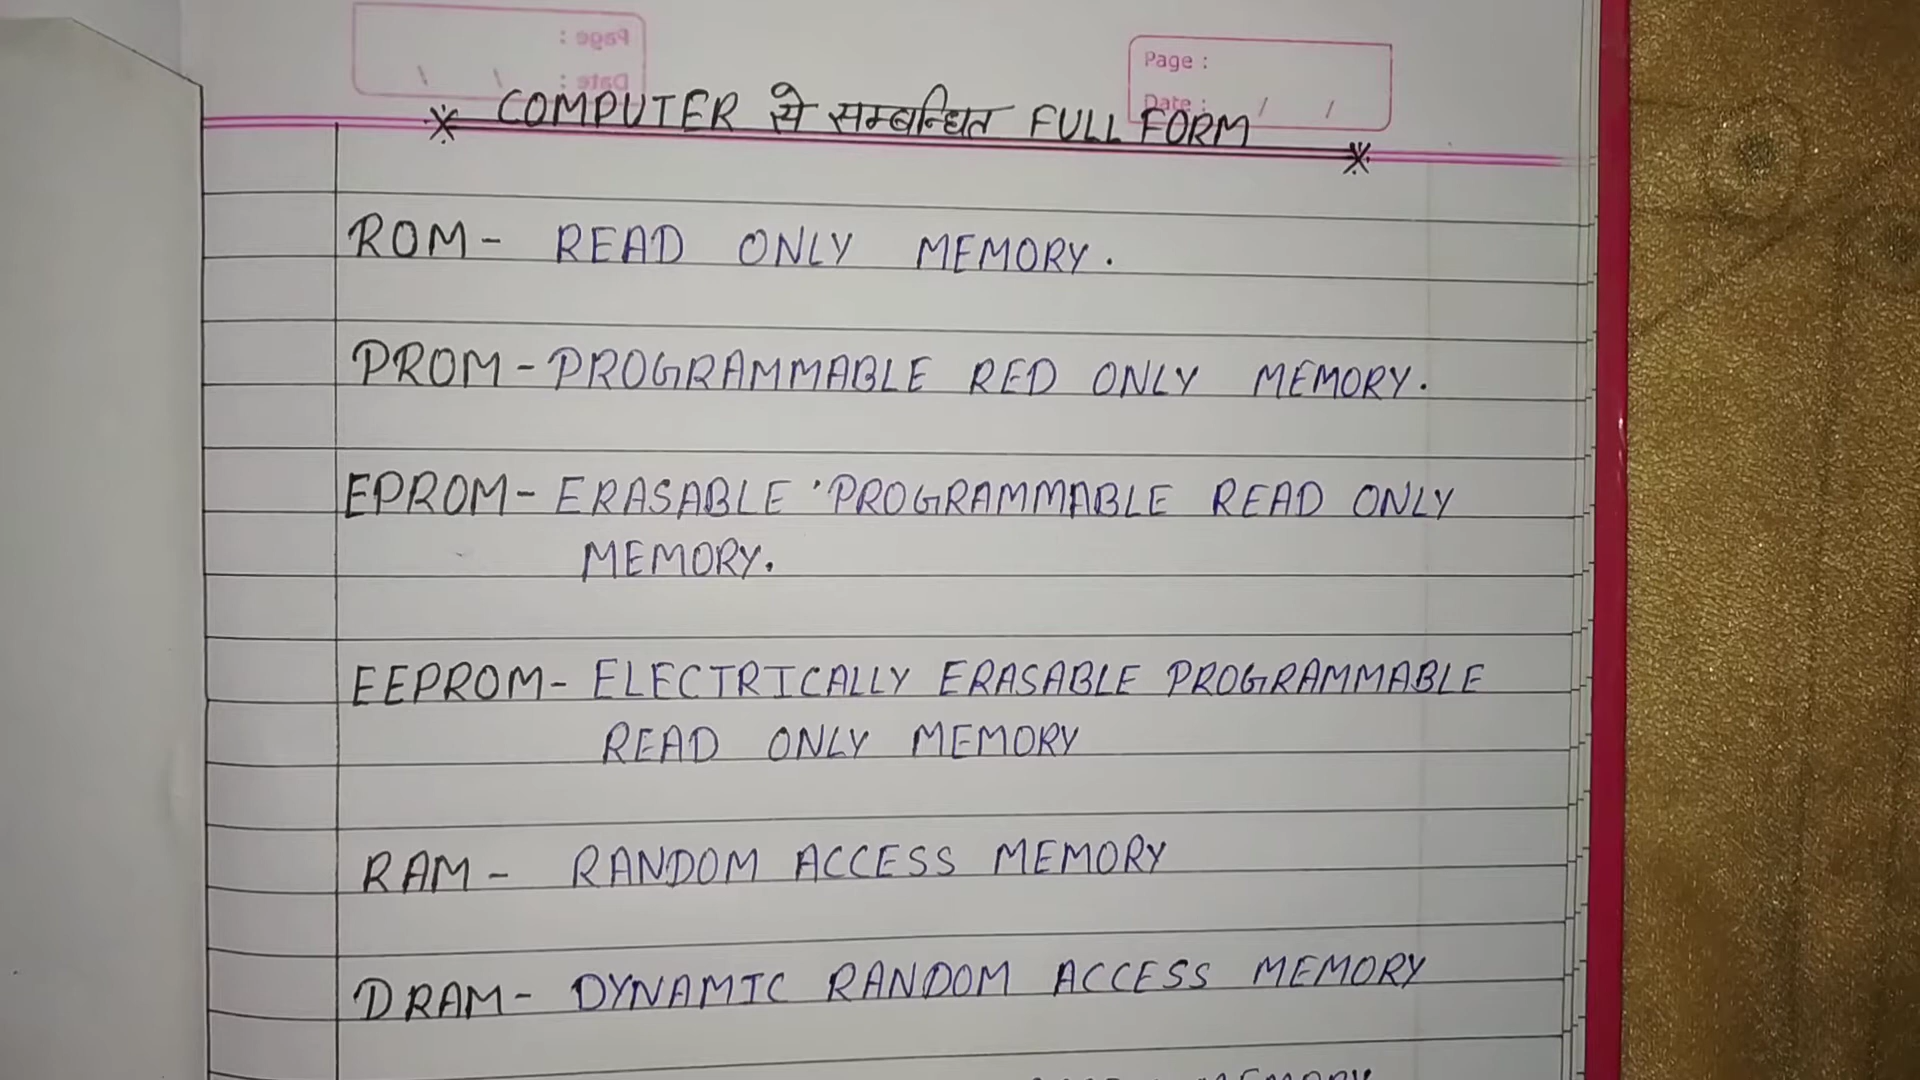 Page :
Date : / /
COMPUTER से सम्बन्धित FULL FORM
ROM - READ ONLY MEMORY.
PROM - PROGRAMMABLE RED ONLY MEMORY.
EPROM - ERASABLE PROGRAMMABLE READ ONLY
MEMORY.
EEPROM - ELECTRICALLY ERASABLE PROGRAMMABLE
READ ONLY MEMORY
RAM - RANDOM ACCESS MEMORY
DRAM - DYNAMIC RANDOM ACCESS MEMORY
MEMORY